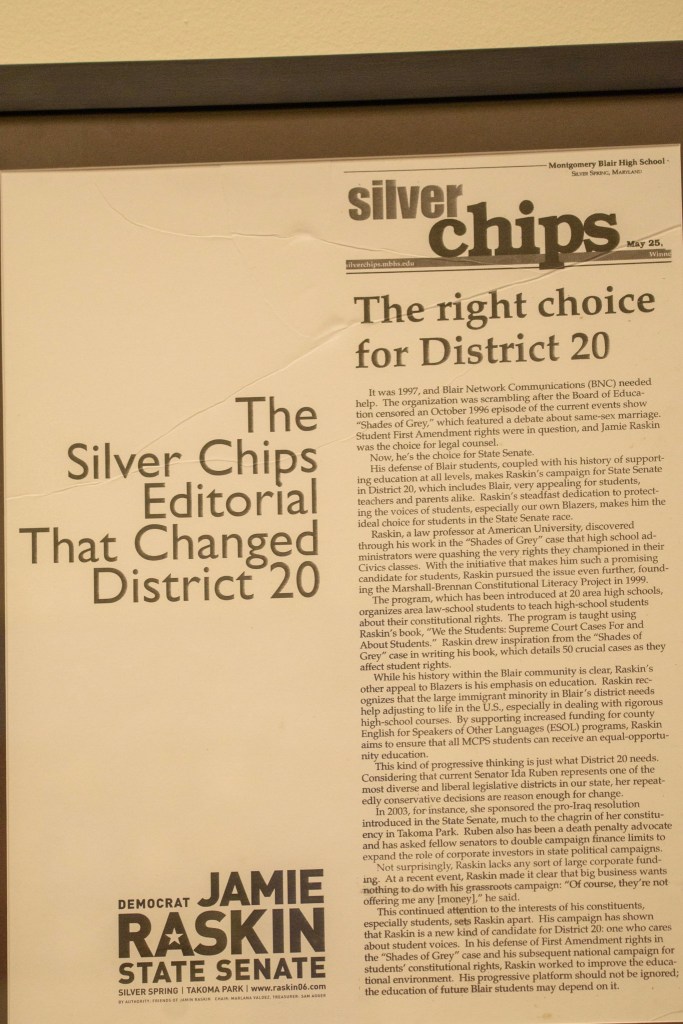 The
Silver Chips
Editorial
That Changed
District 20
DEMOCRAT JAMIE
RASKIN
STATE SENATE
SILVER SPRING | TAKOMA PARK | www.raskin06.com
BY AUTHORITY: FRIENDS OF JAMIN RASKIN CHAIR: MARLANA VALDEZ, TREASURER: SAM
Montgomery Blair High School
SILVER SPRING, MARYLAND
silver
chips
May 25,
silverchips.mbhs.edu
The right choice
for District 20
It was 1997, and Blair Network Communications (BNC) needed
help. The organization was scrambling after the Board of Educa-
tion censored an October 1996 episode of the current events show
“Shades of Grey,” which featured a debate about same-sex marriage.
Student First Amendment rights were in question, and Jamie Raskin
was the choice for legal counsel.
Now, he's the choice for State Senate.
His defense of Blair students, coupled with his history of support-
ing education at all levels, makes Raskin's campaign for State Senate
in District 20, which includes Blair, very appealing for students,
teachers and parents alike. Raskin's steadfast dedication to protect-
ing the voices of students, especially our own Blazers, makes him the
ideal choice for students in the State Senate race.
Raskin, a law professor at American University, discovered
through his work in the “Shades of Grey” case that high school ad-
ministrators were quashing the very rights they championed in their
Civics classes. With the initiative that makes him such a promising
candidate for students, Raskin pursued the issue even further, found-
ing the Marshall-Brennan Constitutional Literacy Project in 1999.
The program, which has been introduced at 20 area high schools,
organizes area law-school students to teach high-school students
about their constitutional rights. The program is taught using
Raskin's book, “We the Students: Supreme Court Cases For and
About Students.” Raskin drew inspiration from the “Shades of
Grey” case in writing his book, which details 50 crucial cases as they
affect student rights.
While his history within the Blair community is clear, Raskin's
other appeal to Blazers is his emphasis on education. Raskin rec-
ognizes that the large immigrant minority in Blair's district needs
help adjusting to life in the U.S., especially in dealing with rigorous
high-school courses. By supporting increased funding for county
English for Speakers of Other Languages (ESOL) programs, Raskin
aims to ensure that all MCPS students can receive an equal-opportu-
nity education.
This kind of progressive thinking is just what District 20 needs.
Considering that current Senator Ida Ruben represents one of the
most diverse and liberal legislative districts in our state, her repeat-
edly conservative decisions are reason enough for change.
In 2003, for instance, she sponsored the pro-Iraq resolution
introduced in the State Senate, much to the chagrin of her constitu-
ency in Takoma Park. Ruben also has been a death penalty advocate
and has asked fellow senators to double campaign finance limits to
expand the role of corporate investors in state political campaigns.
Not surprisingly, Raskin lacks any sort of large corporate fund-
ing. At a recent event, Raskin made it clear that big business wants
nothing to do with his grassroots campaign: “Of course, they're not
offering me any [money],” he said.
This continued attention to the interests of his constituents,
especially students, sets Raskin apart. His campaign has shown
that Raskin is a new kind of candidate for District 20: one who cares
about student voices. In his defense of First Amendment rights in
the “Shades of Grey” case and his subsequent national campaign for
students' constitutional rights, Raskin worked to improve the educa-
tional environment. His progressive platform should not be ignored;
the education of future Blair students may depend on it.